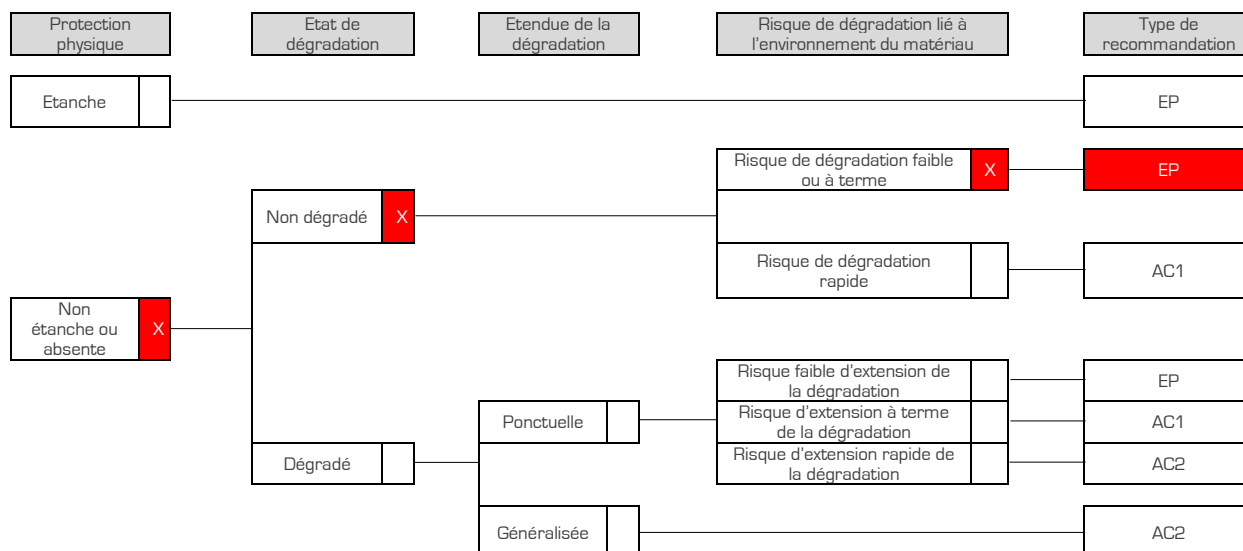 Protection
physique
Etat de
dégradation
Etendue de la
dégradation
Risque de dégradation lié à
l'environnement du matériau
Type de
recommandation
Etanche
EP
Risque de dégradation faible
ou à terme
X
EP
Non dégradé
X
Risque de dégradation
rapide
AC1
Non
étanche ou
absente
X
Risque faible d'extension de
la dégradation
EP
Ponctuelle
Risque d'extension à terme
de la dégradation
AC1
Dégradé
Risque d'extension rapide de
la dégradation
AC2
Généralisée
AC2